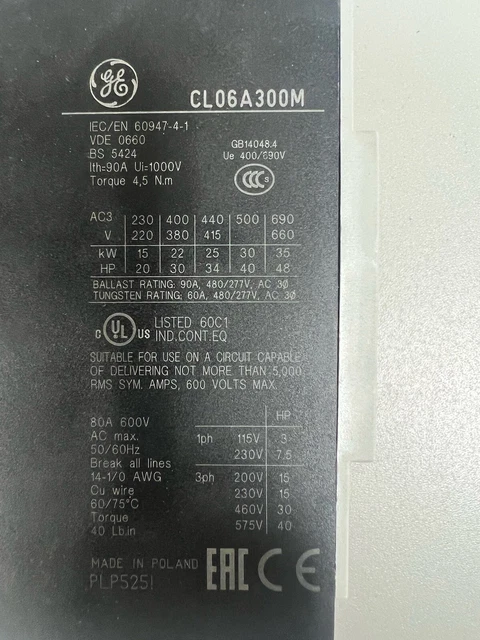 GE
CL06A300M
IEC/EN 60947-4-1
VDE 0660
BS 5424
Ith=90A Ui=1000V
Torque 4,5 N.m
GB14048.4
Ue 400/690V
CCC S
AC3 230 400 440 500 690
V 220 380 415 660
kW 15 22 25 30 35
HP 20 30 34 40 48
BALLAST RATING: 90A, 480/277V, AC 3Ø
TUNGSTEN RATING: 60A, 480/277V, AC 3Ø
C UL US LISTED 60C1
IND.CONT.EQ
SUITABLE FOR USE ON A CIRCUIT CAPABLE
OF DELIVERING NOT MORE THAN 5,000
RMS SYM. AMPS, 600 VOLTS MAX.
80A 600V
AC max.
50/60Hz
Break all lines
14-1/0 AWG
Cu wire
60/75°C
Torque
40 Lb.in
HP
1ph 115V 3
230V 7.5
3ph 200V 15
230V 15
460V 30
575V 40
MADE IN POLAND
PLP525I
EAC CE